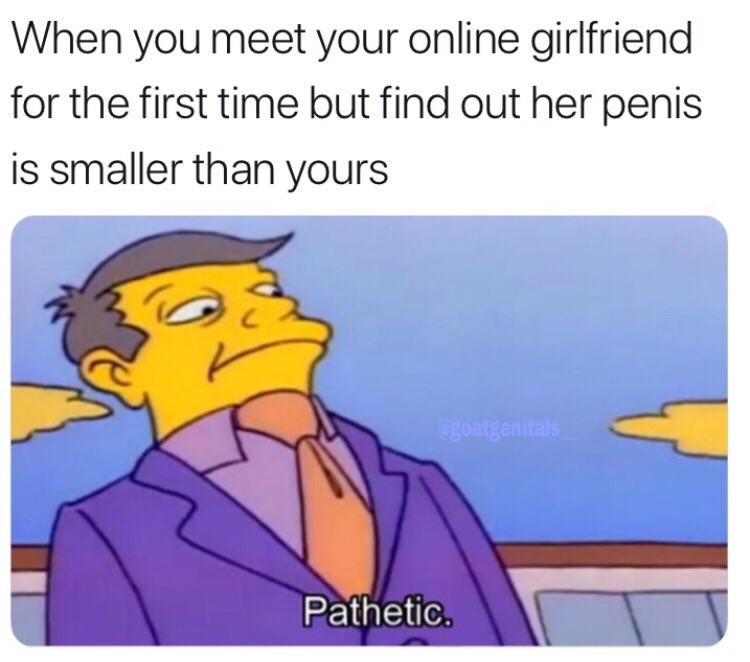 When you meet your online girlfriend
for the first time but find out her penis
is smaller than yours
@goatgenitals_
Pathetic.